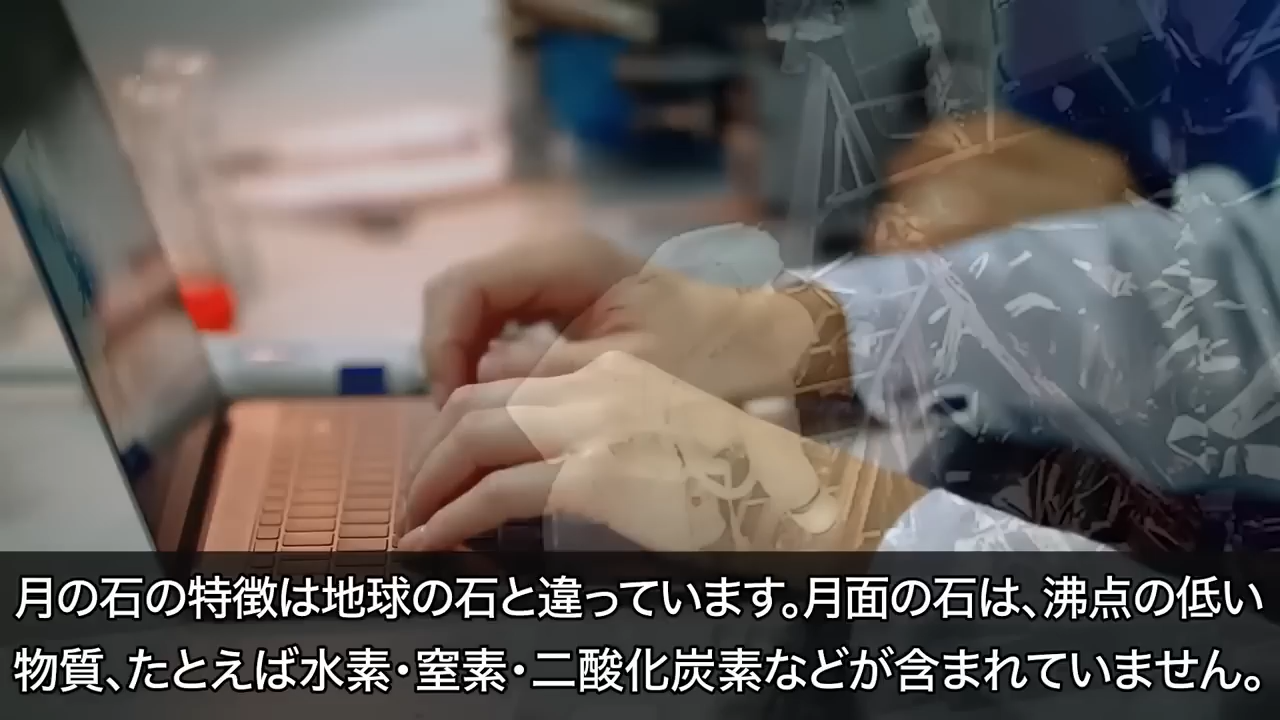 月の石の特徴は地球の石と違っています。月面の石は、沸点の低い
物質、たとえば水素・窒素・二酸化炭素などが含まれていません。